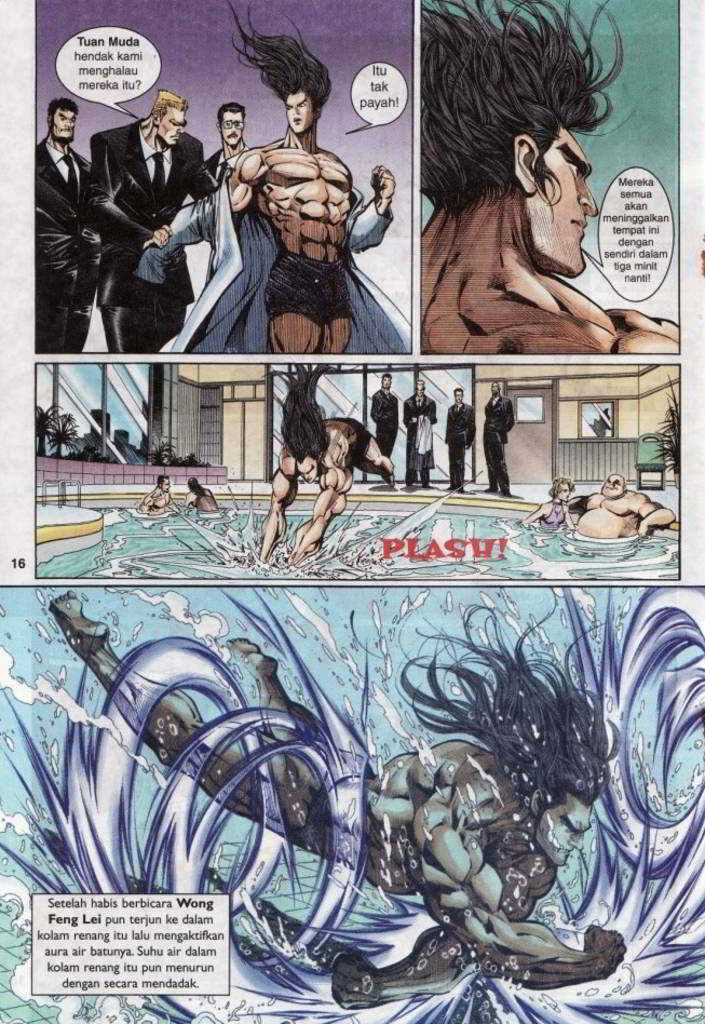 Tuan Muda
hendak kami
menghalau
mereka itu?
Itu
tak
payah!
Mereka
semua
akan
meninggalkan
tempat ini
dengan
sendiri dalam
tiga minit
nanti!
PLASH!
16
Setelah habis berbicara Wong
Feng Lei pun terjun ke dalam
kolam renang itu lalu mengaktifkan
aura air batunya. Suhu air dalam
kolam renang itu pun menurun
dengan secara mendadak.